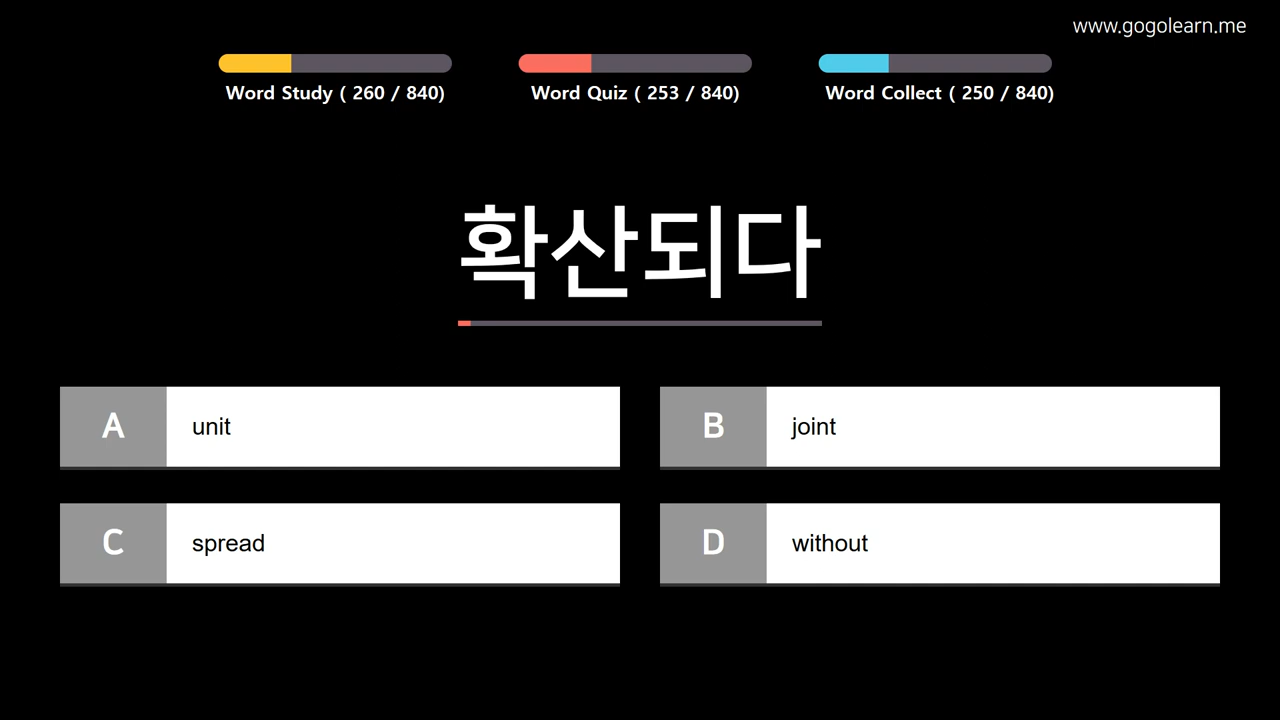 www.gogolearn.me
Word Study ( 260 / 840)
Word Quiz ( 253 / 840)
Word Collect ( 250 / 840)
확산되다
A unit
B joint
C spread
D without